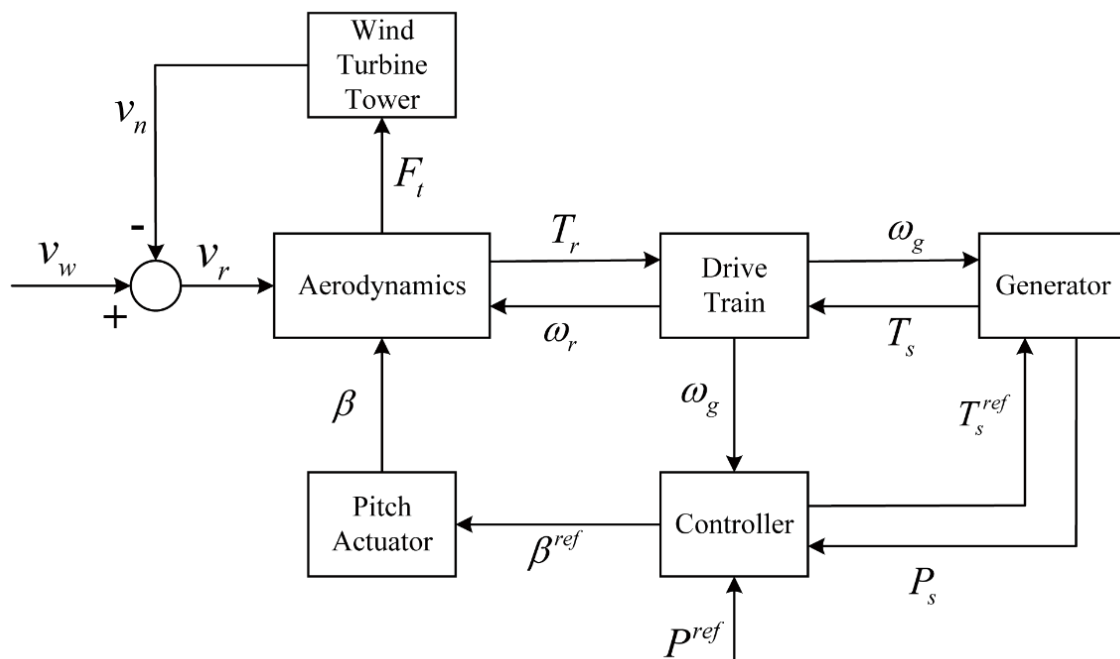 Wind
Turbine
Tower
v_n
F_t
-
v_w
+
v_r
Aerodynamics
T_r
ω_r
Drive
Train
ω_g
T_s
Generator
β
ω_g
T_s^{ref}
Pitch
Actuator
β^{ref}
Controller
P_s
P^{ref}